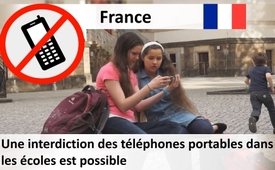 France
Une interdiction des téléphones portables dans
les écoles est possible